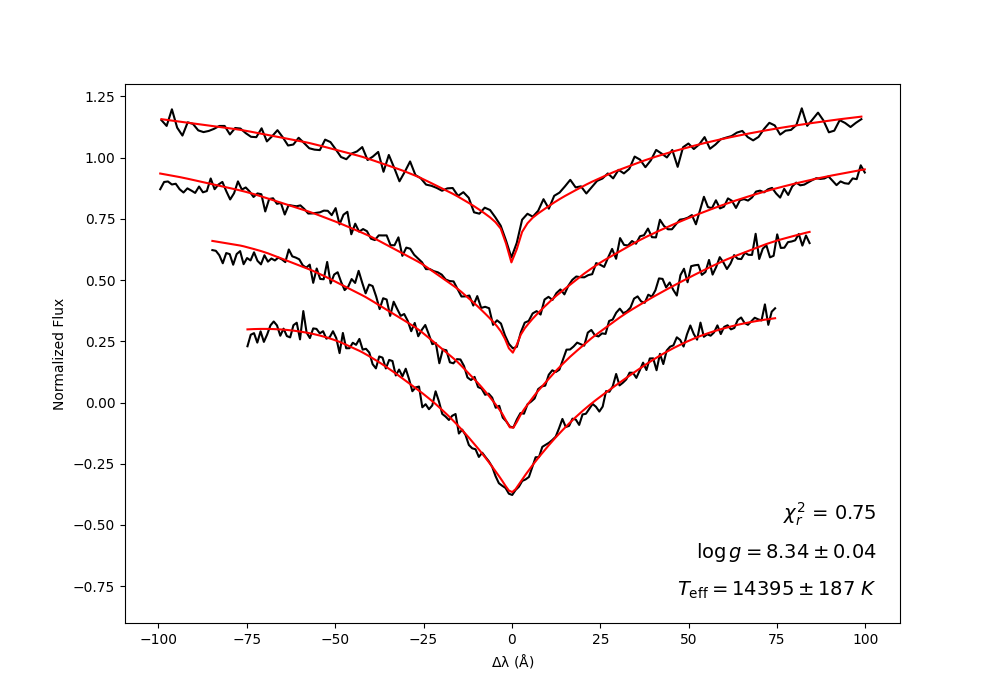 1.25
1.00
0.75
0.50
0.25
0.00
−0.25
−0.50
−0.75
Normalized Flux
χ²ᵣ = 0.75
log g = 8.34 ± 0.04
T_eff = 14395 ± 187 K
−100 −75 −50 −25 0 25 50 75 100
Δλ (Å)